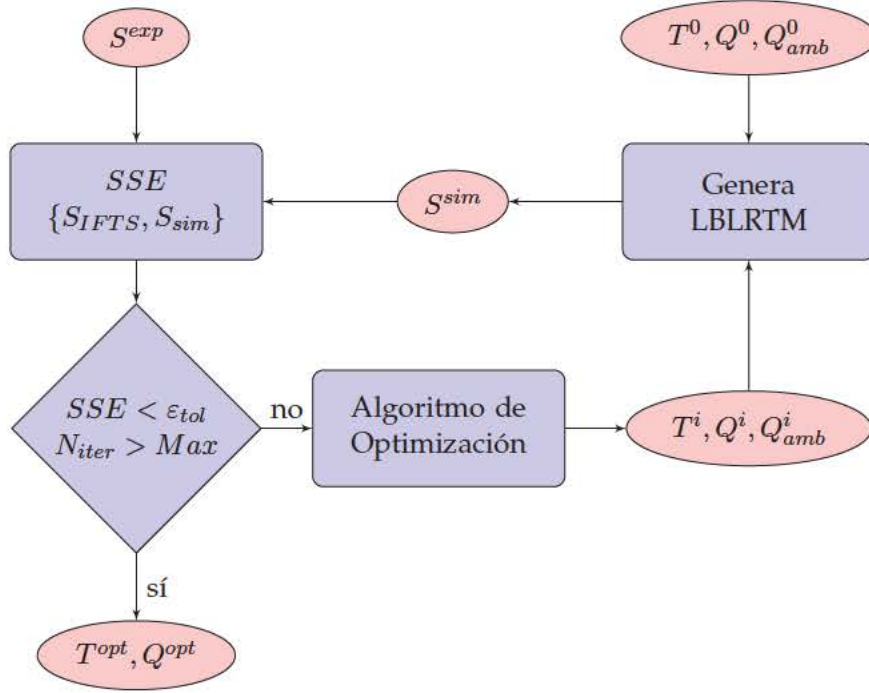 S^{exp}
T^0, Q^0, Q^0_{amb}
SSE
{S_{IFTS}, S_{sim}}
S^{sim}
Genera
LBLRTM
SSE < ε_{tol}
N_{iter} > Max
no
Algoritmo de
Optimización
T^i, Q^i, Q^i_{amb}
sí
T^{opt}, Q^{opt}